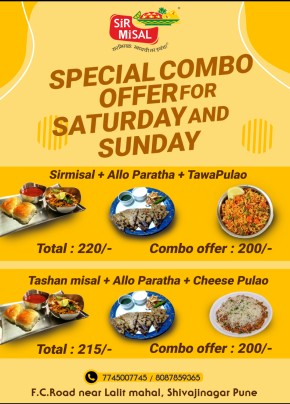 SiR
MiSAL
SPECIAL COMBO
OFFER FOR
SATURDAY AND
SUNDAY
Sirmisal + Allo Paratha + TawaPulao
Total : 220/- Combo offer : 200/-
Tashan misal + Allo Paratha + Cheese Pulao
Total : 215/- Combo offer : 200/-
7745007745 / 8087859365
F.C.Road near Lalit mahal, Shivajinagar Pune